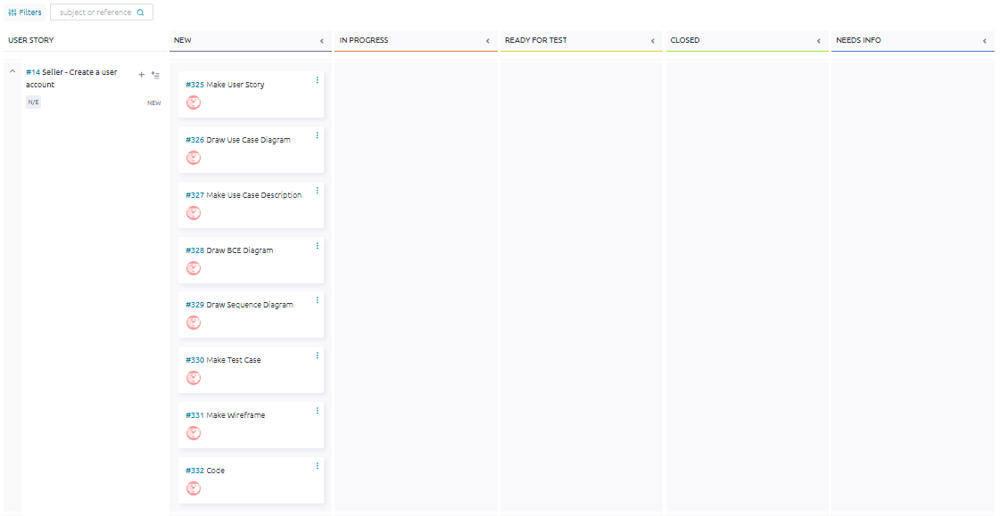 Filters
subject or reference
USER STORY
NEW
IN PROGRESS
READY FOR TEST
CLOSED
NEEDS INFO
#14 Seller - Create a user
account
N/E
NEW
#325 Make User Story
#326 Draw Use Case Diagram
#327 Make Use Case Description
#328 Draw BCE Diagram
#329 Draw Sequence Diagram
#330 Make Test Case
#331 Make Wireframe
#332 Code